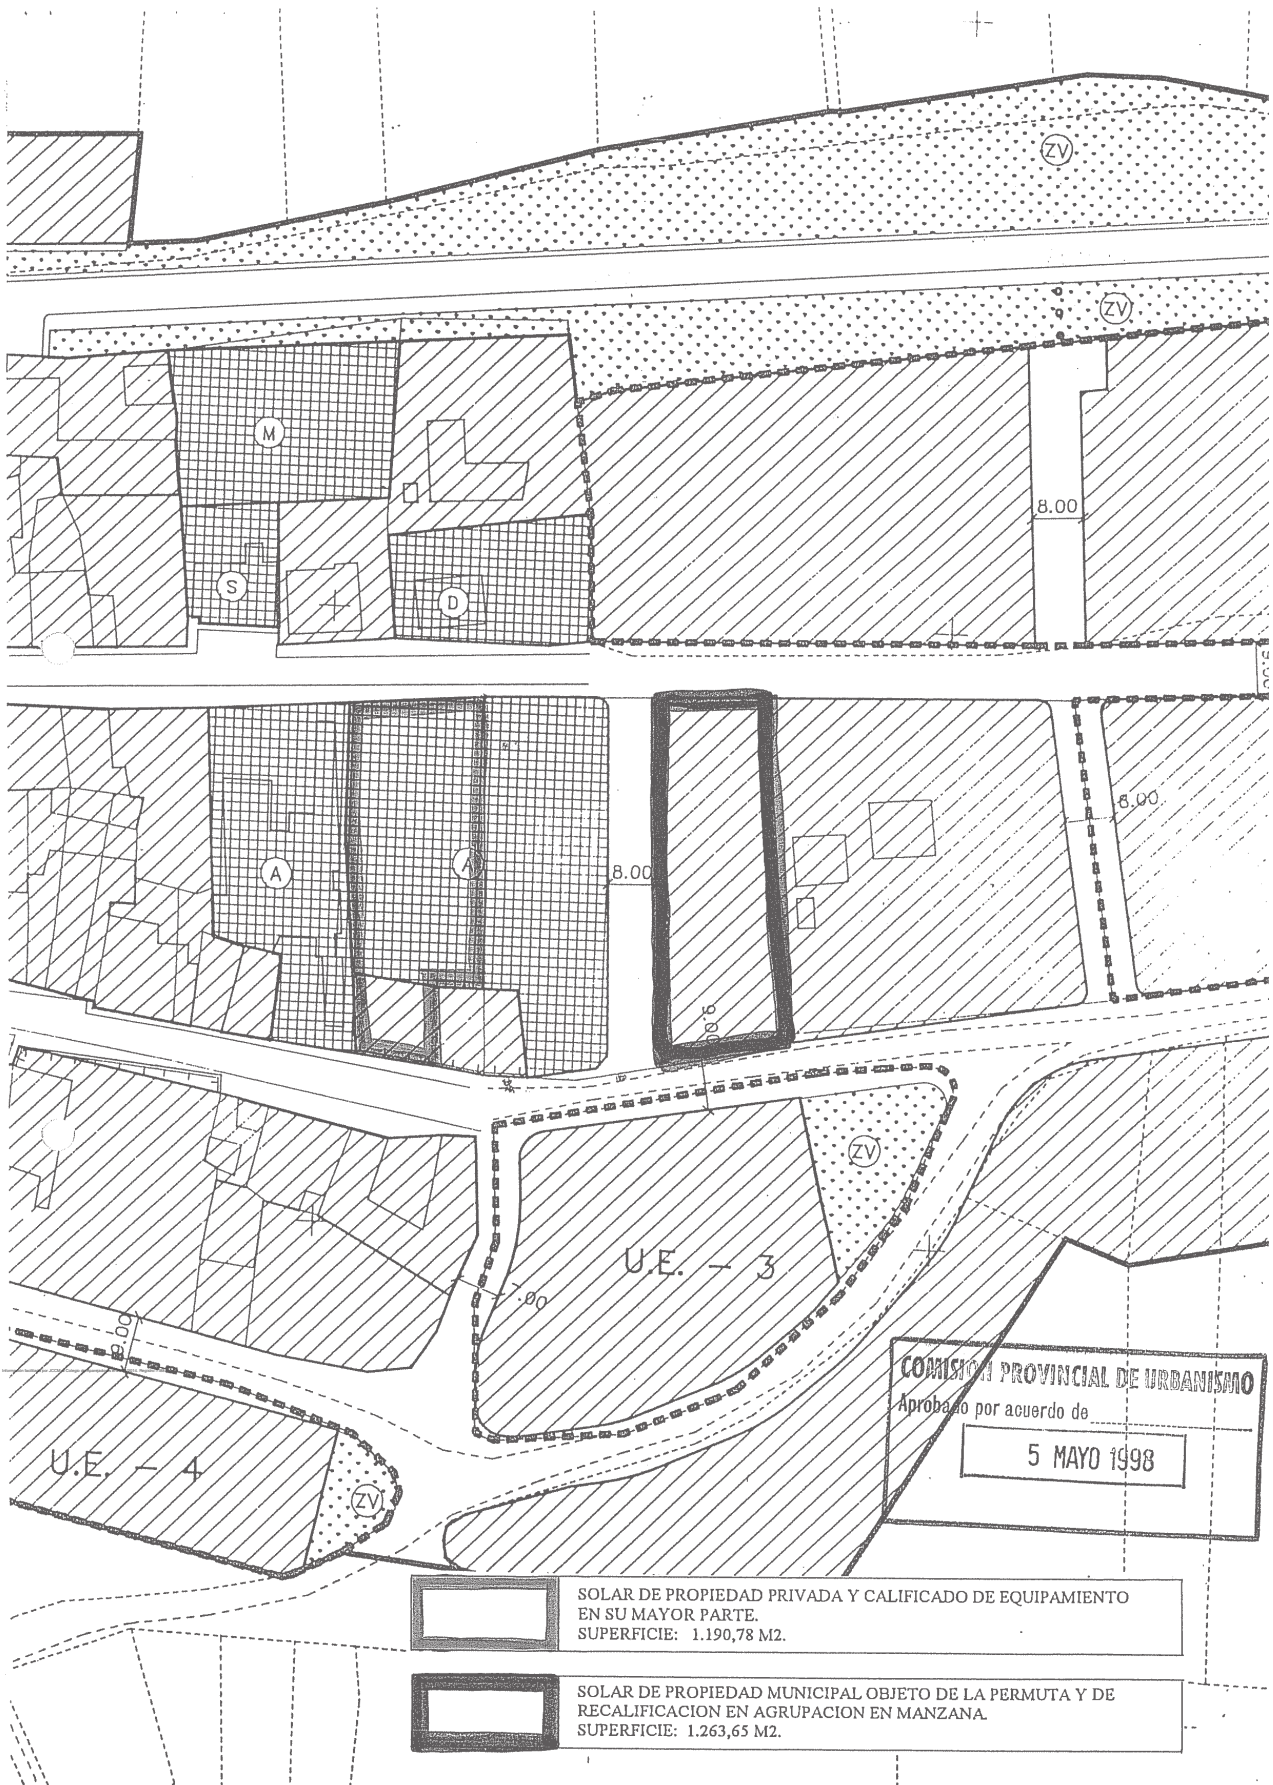 ZV
ZV
M
8.00
S
D
8.00
A
A
8.00
9.00
ZV
U.E. - 3
7.00
9.00
COMISION PROVINCIAL DE URBANISMO
Aprobado por acuerdo de
5 MAYO 1998
U.E. - 4
ZV
SOLAR DE PROPIEDAD PRIVADA Y CALIFICADO DE EQUIPAMIENTO
EN SU MAYOR PARTE.
SUPERFICIE: 1.190,78 M2.
SOLAR DE PROPIEDAD MUNICIPAL OBJETO DE LA PERMUTA Y DE
RECALIFICACION EN AGRUPACION EN MANZANA.
SUPERFICIE: 1.263,65 M2.